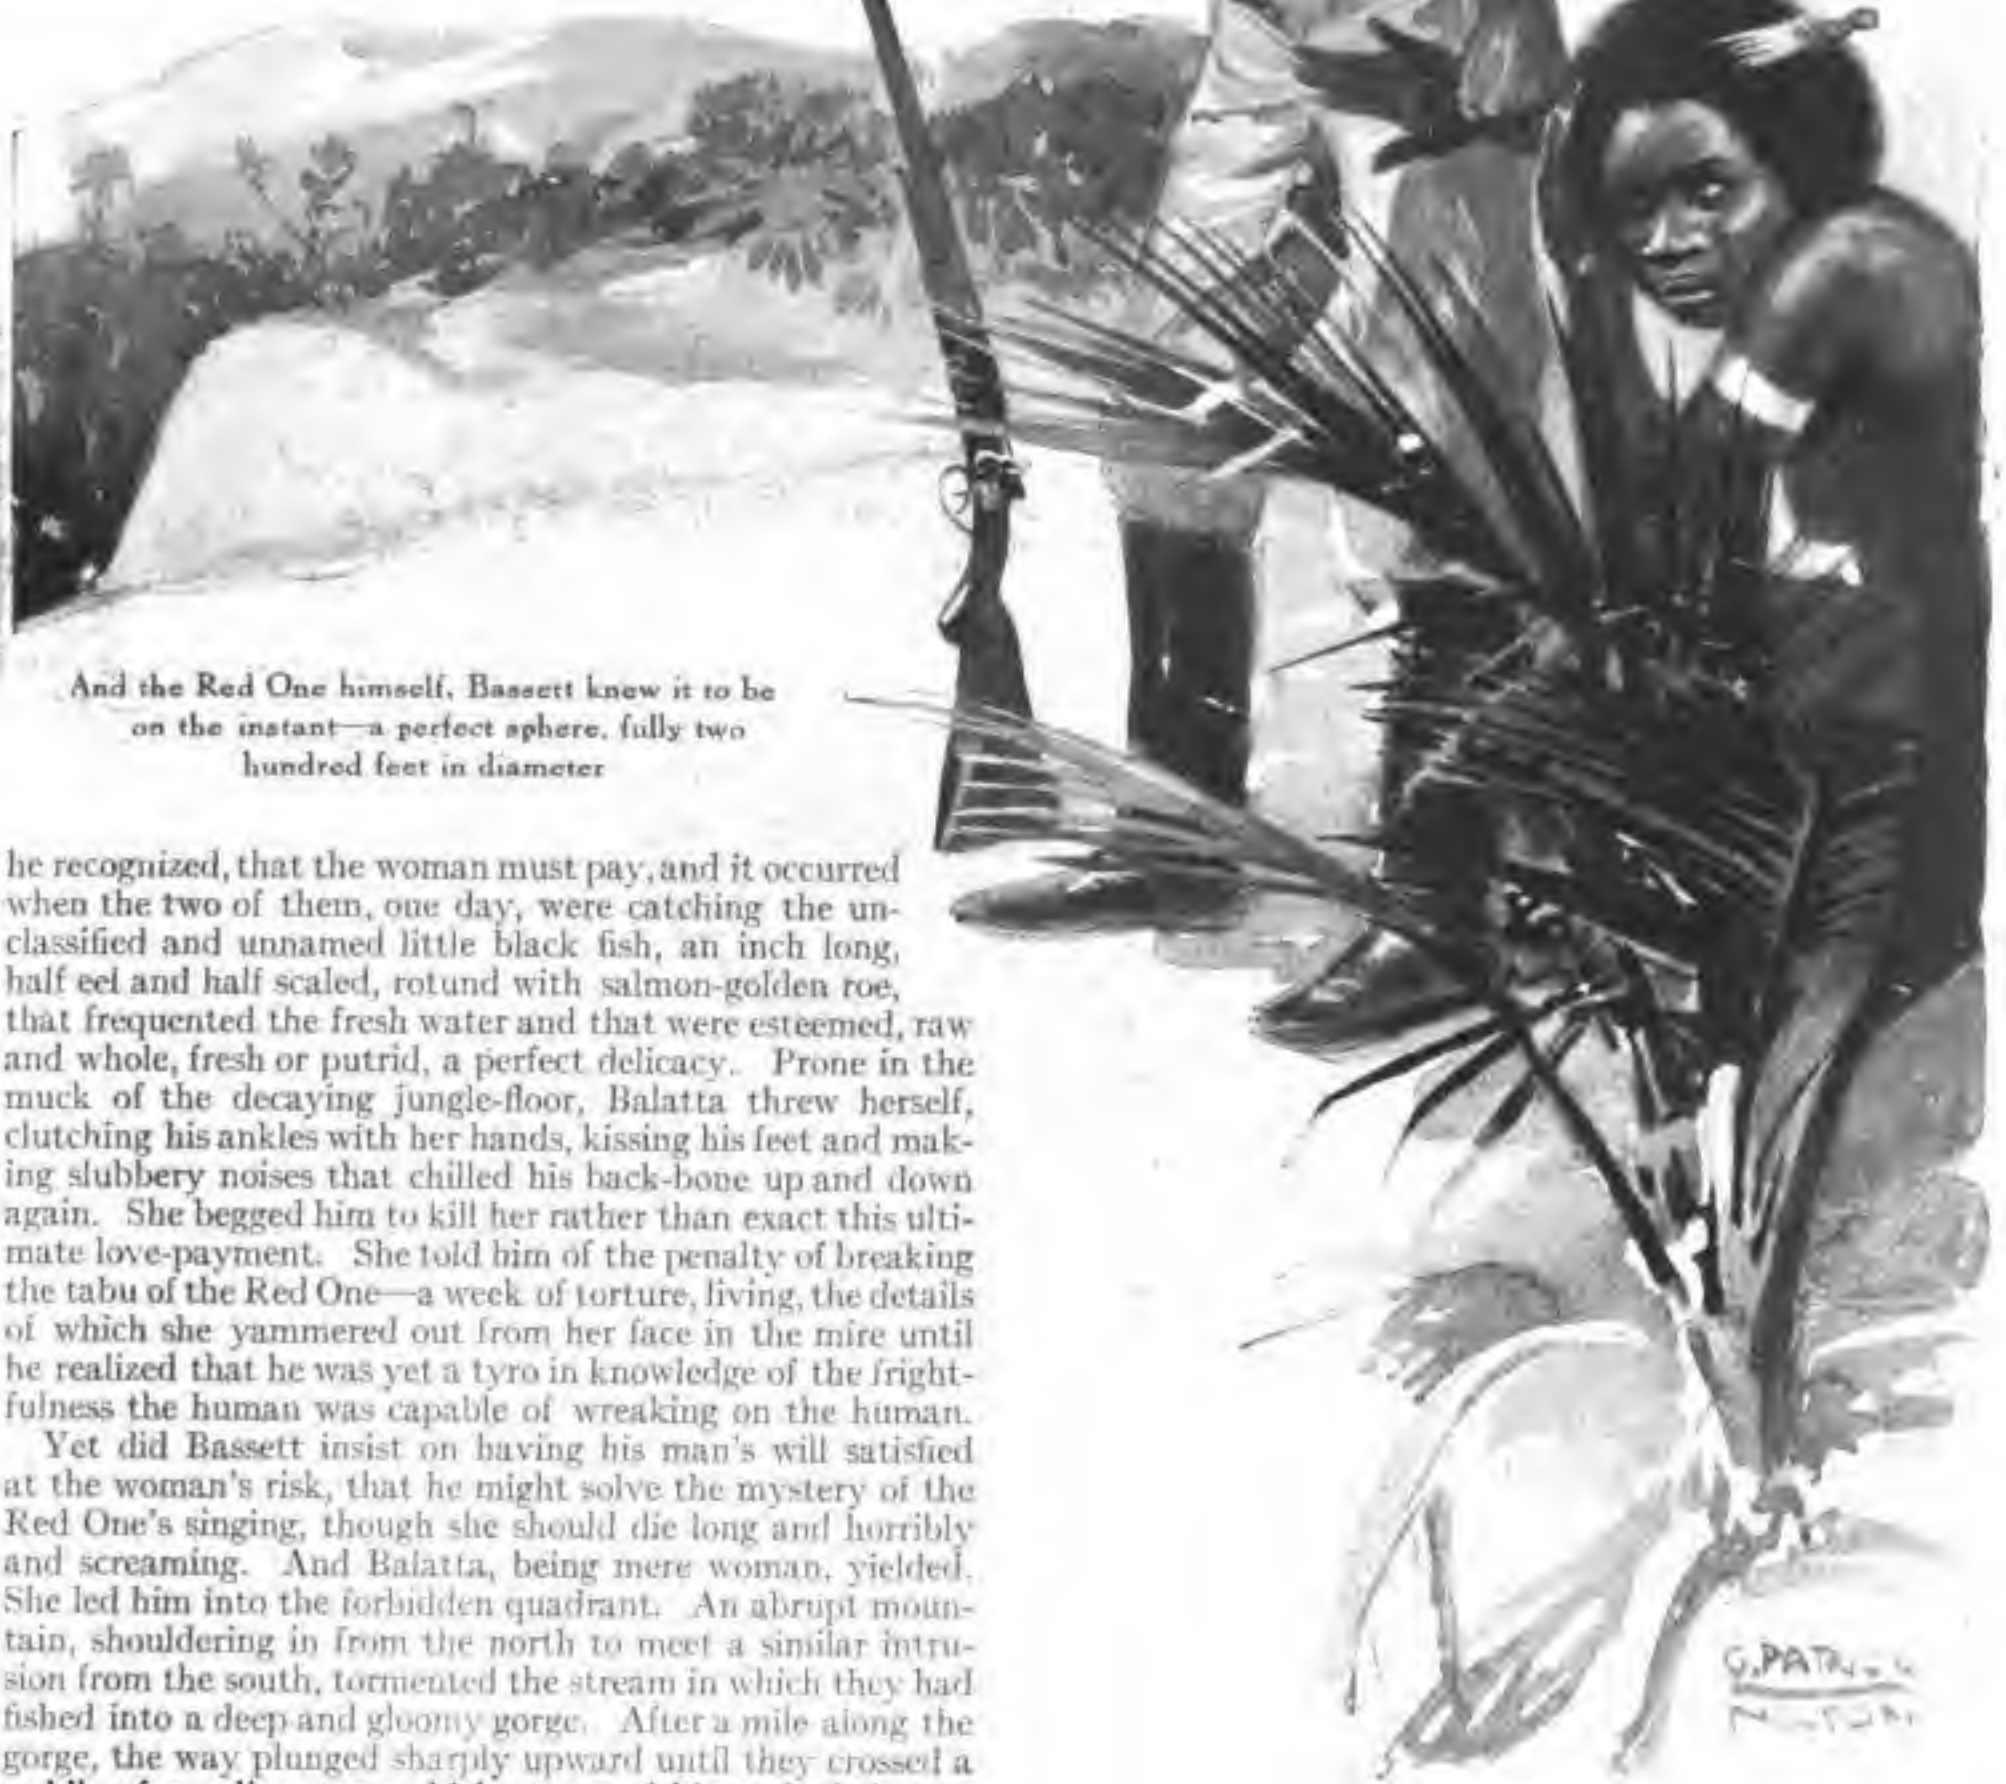 And the Red One himself, Bassett knew it to be
on the instant—a perfect sphere, fully two
hundred feet in diameter
he recognized, that the woman must pay, and it occurred
when the two of them, one day, were catching the un-
classified and unnamed little black fish, an inch long,
half eel and half scaled, rotund with salmon-golden roe,
that frequented the fresh water and that were esteemed, raw
and whole, fresh or putrid, a perfect delicacy. Prone in the
muck of the decaying jungle-floor, Balatta threw herself,
clutching his ankles with her hands, kissing his feet and mak-
ing slubbery noises that chilled his back-bone up and down
again. She begged him to kill her rather than exact this ulti-
mate love-payment. She told him of the penalty of breaking
the tabu of the Red One—a week of torture, living, the details
of which she yammered out from her face in the mire until
he realized that he was yet a tyro in knowledge of the fright-
fulness the human was capable of wreaking on the human.
Yet did Bassett insist on having his man's will satisfied
at the woman's risk, that he might solve the mystery of the
Red One's singing, though she should die long and horribly
and screaming. And Balatta, being mere woman, yielded.
She led him into the forbidden quadrant. An abrupt moun-
tain, shouldering in from the north to meet a similar intru-
sion from the south, tormented the stream in which they had
fished into a deep and gloomy gorge. After a mile along the
gorge, the way plunged sharply upward until they crossed a
G. PATRICK